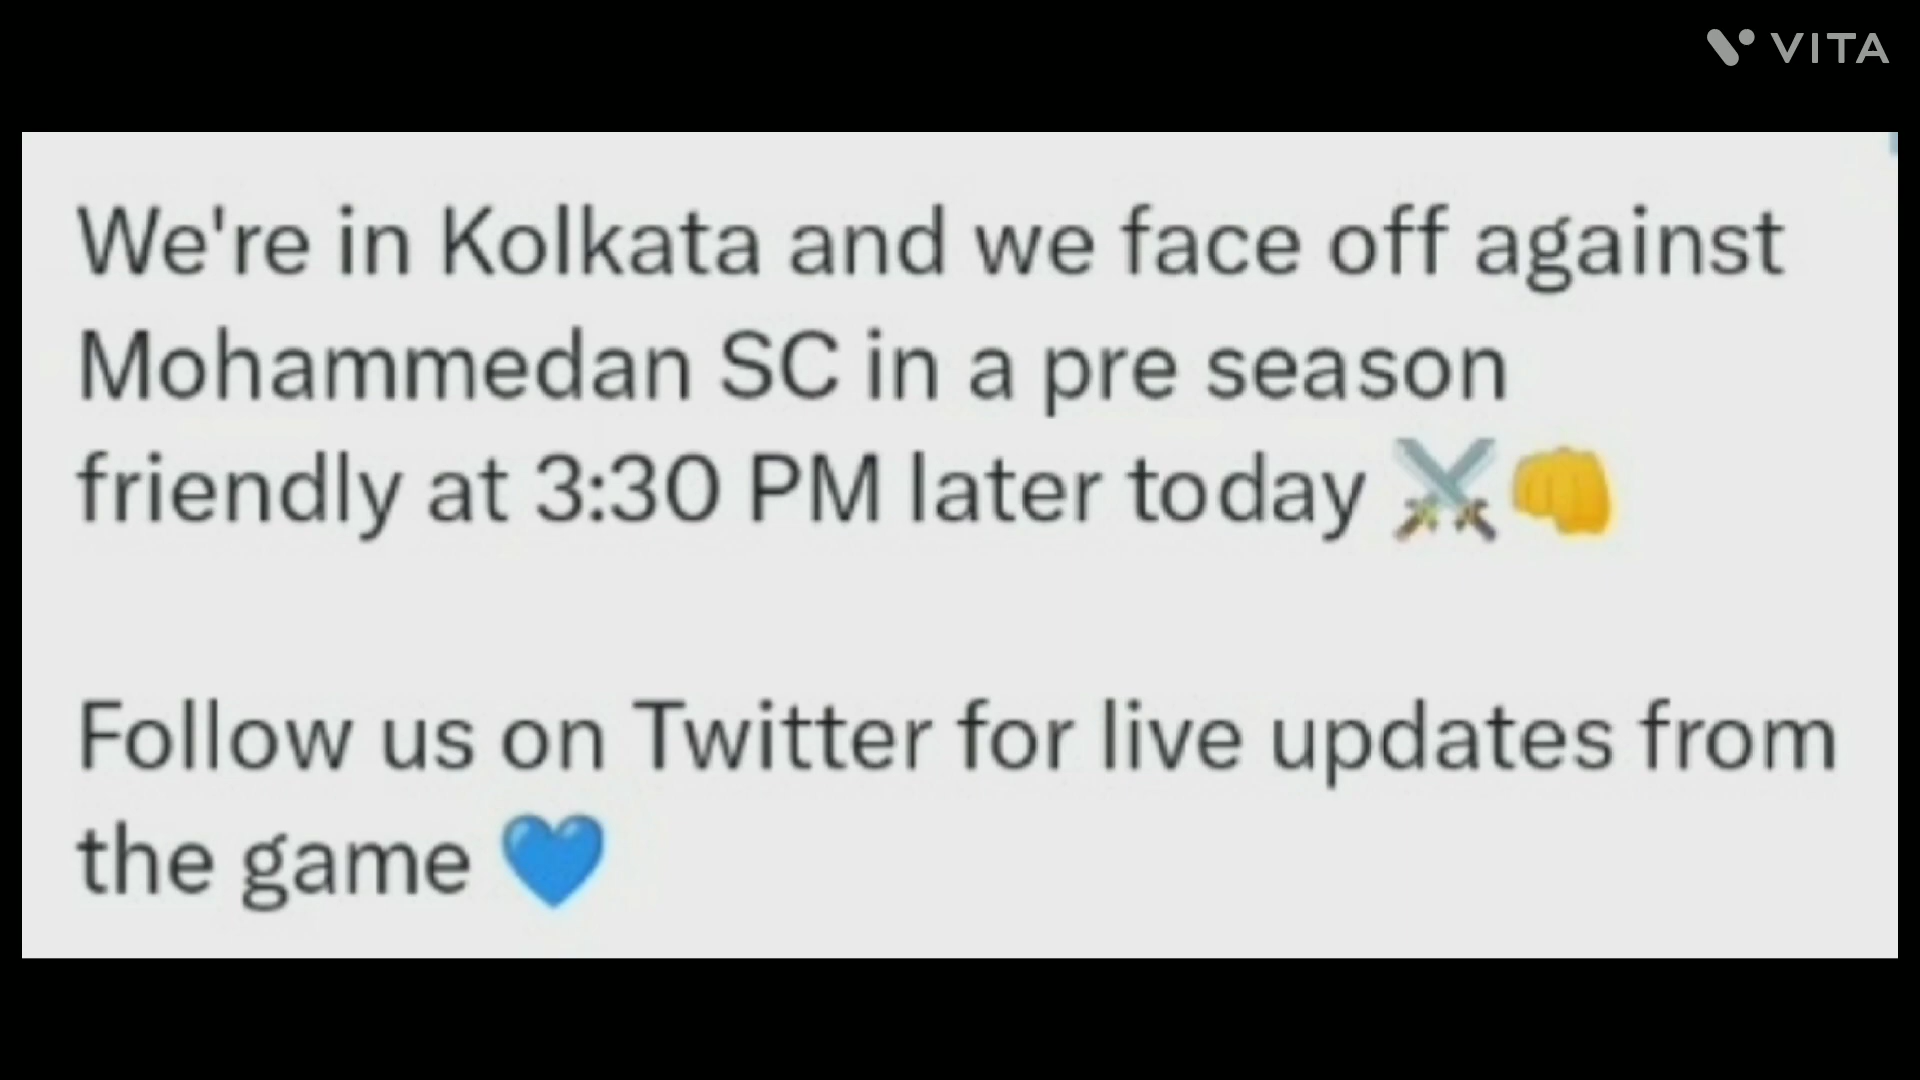 VITA
We're in Kolkata and we face off against
Mohammedan SC in a pre season
friendly at 3:30 PM later today ⚔️👊
Follow us on Twitter for live updates from
the game 💙